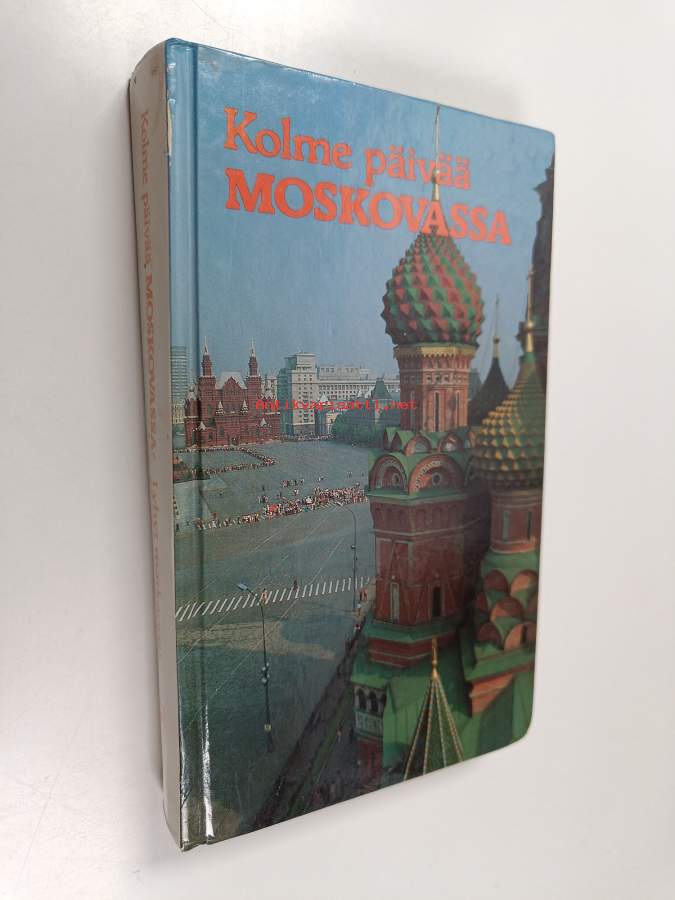 Kolme päivää
MOSKOVASSA
Kolme päivää MOSKOVASSA
Antikvariaatti.net